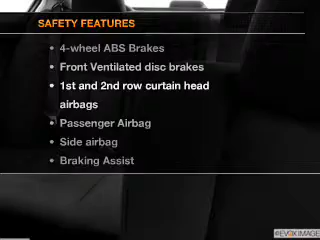 SAFETY FEATURES
• 4-wheel ABS Brakes
• Front Ventilated disc brakes
• 1st and 2nd row curtain head
airbags
• Passenger Airbag
• Side airbag
• Braking Assist
#EVOKIMAGE